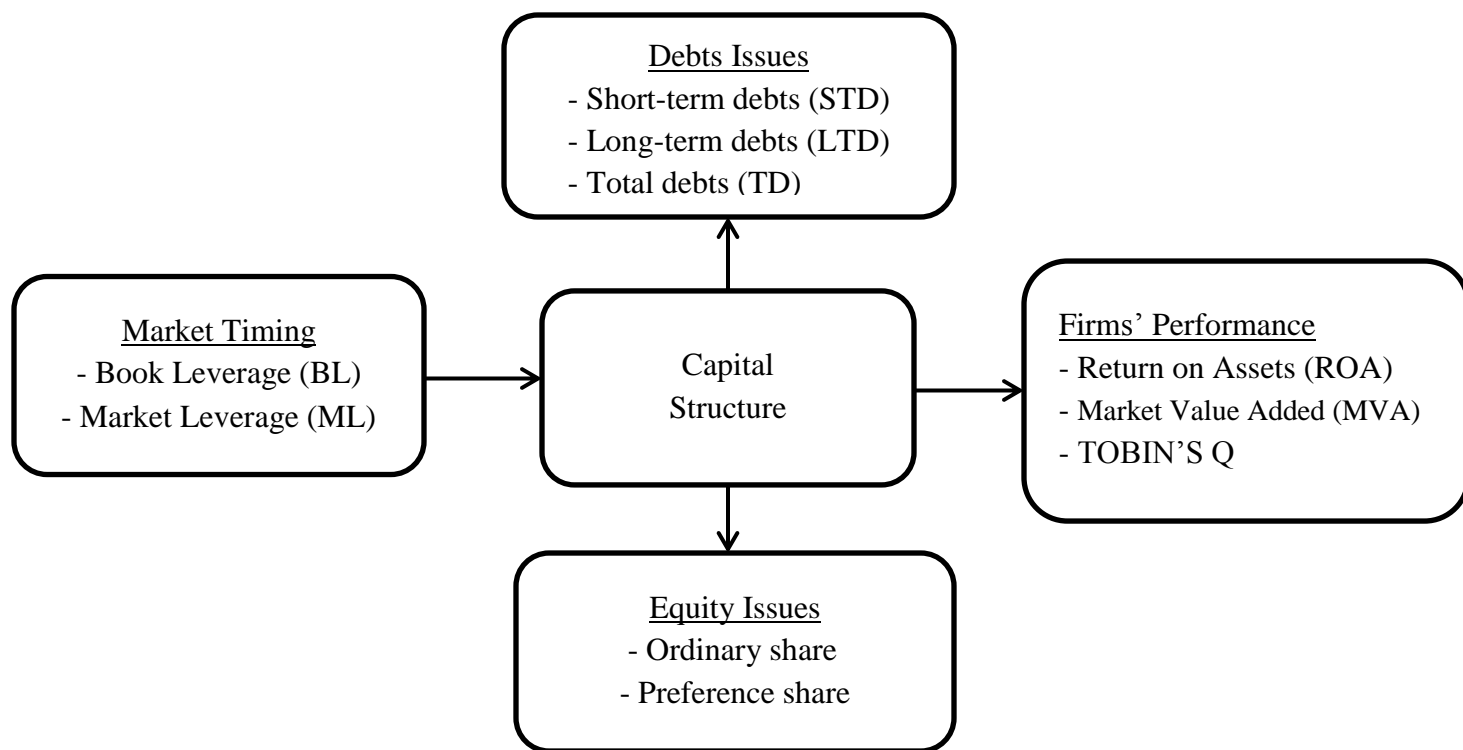 Debts Issues
- Short-term debts (STD)
- Long-term debts (LTD)
- Total debts (TD)
Market Timing
- Book Leverage (BL)
- Market Leverage (ML)
Capital
Structure
Firms’ Performance
- Return on Assets (ROA)
- Market Value Added (MVA)
- TOBIN’S Q
Equity Issues
- Ordinary share
- Preference share